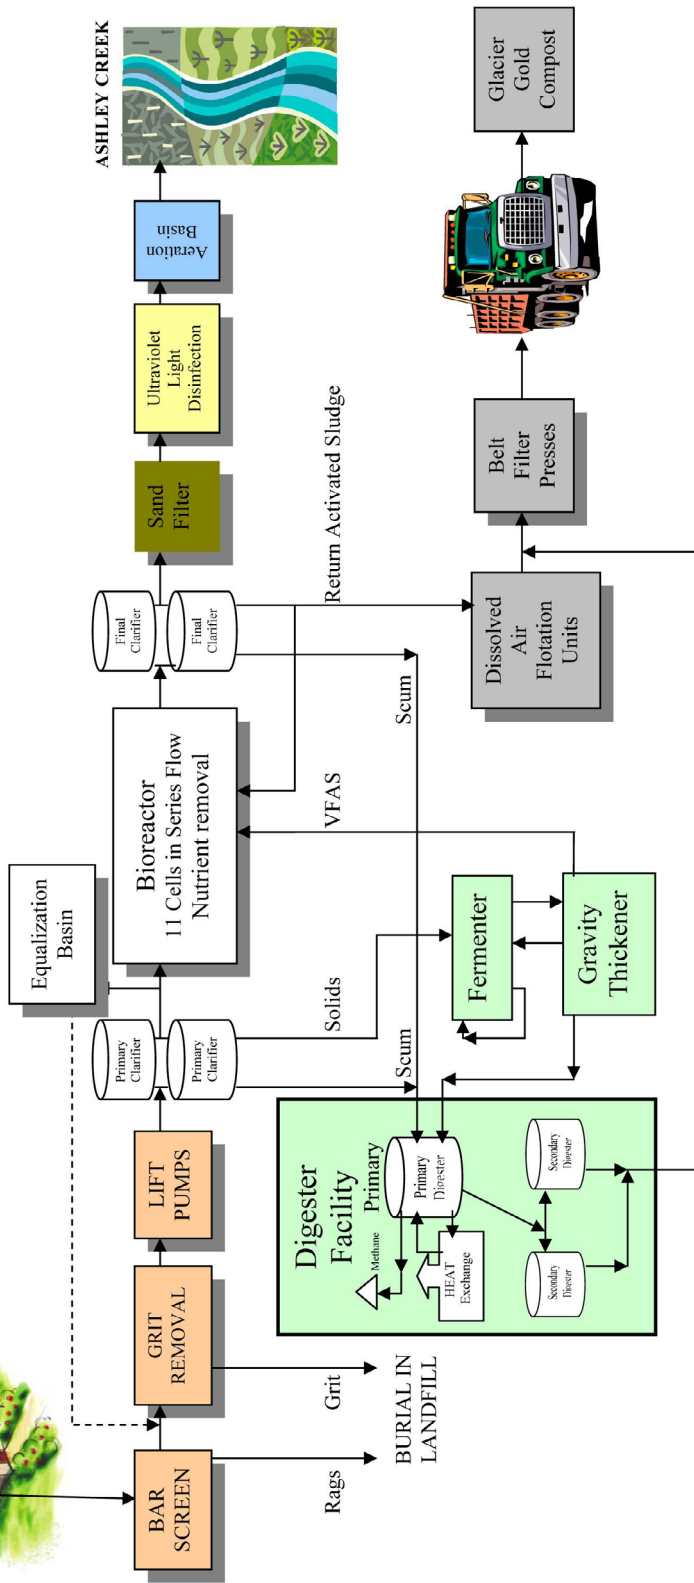 ASHLEY CREEK
Equalization
Basin
BAR
SCREEN
GRIT
REMOVAL
LIFT
PUMPS
Primary
Clarifier
Primary
Clarifier
Bioreactor
11 Cells in Series Flow
Nutrient removal
Final
Clarifier
Final
Clarifier
Sand
Filter
Ultraviolet
Light
Disinfection
Aeration
Basin
Rags
Grit
BURIAL IN
LANDFILL
Scum
Solids
VFAS
Scum
Return Activated Sludge
Digester
Facility
Primary
Methane
Primary
Digester
HEAT
Exchange
Secondary
Digester
Secondary
Digester
Fermenter
Gravity
Thickener
Dissolved
Air
Flotation
Units
Belt
Filter
Presses
Glacier
Gold
Compost